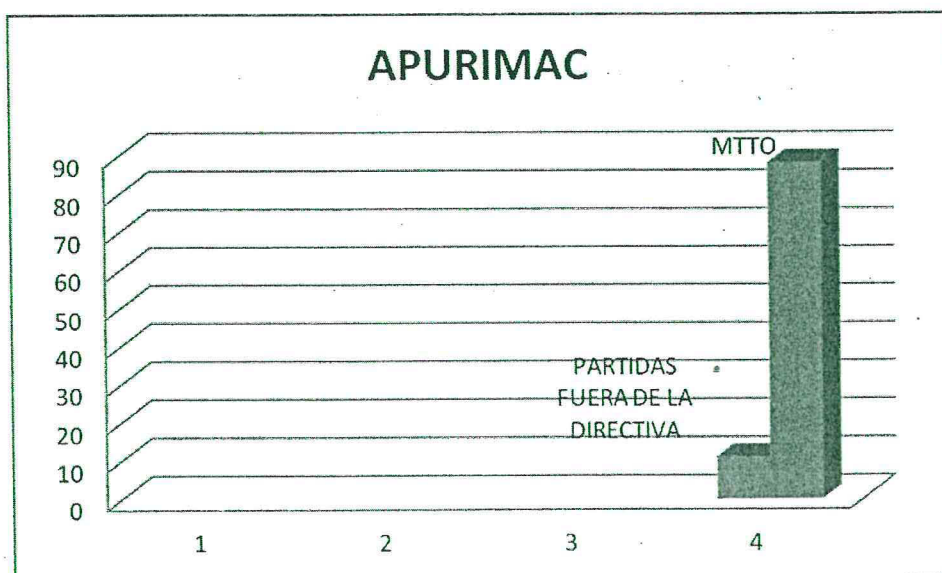 APURIMAC
MTTO
90
80
70
60
50
40
30
20
10
0
PARTIDAS
FUERA DE LA
DIRECTIVA
1 2 3 4